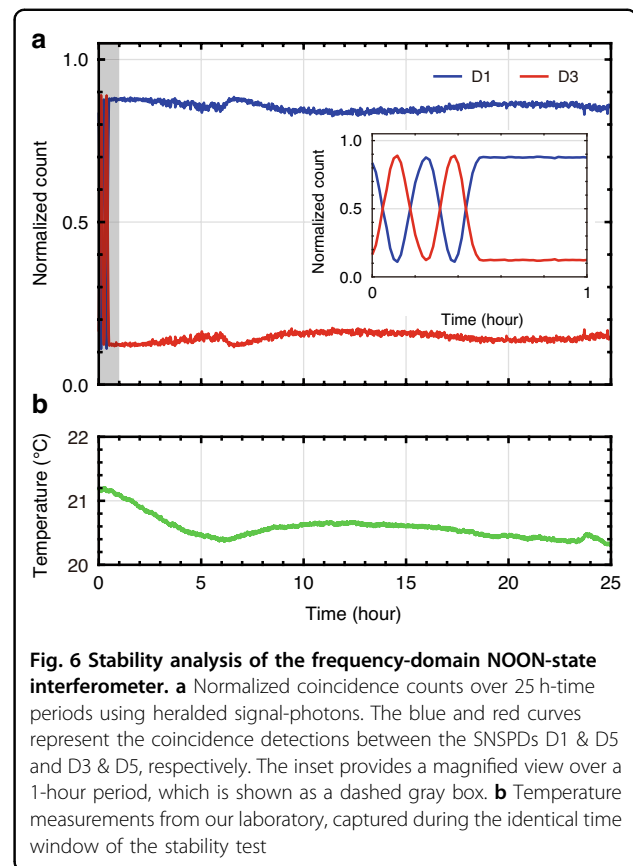 a
1.0
D1
D3
Normalized count
0.5
0.0
1.0
Normalized count
0.5
0.0
0
1
Time (hour)
b
22
Temperature (°C)
21
20
0
5
10
15
20
25
Time (hour)
Fig. 6 Stability analysis of the frequency-domain NOON-state
interferometer. a Normalized coincidence counts over 25 h-time
periods using heralded signal-photons. The blue and red curves
represent the coincidence detections between the SNSPDs D1 & D5
and D3 & D5, respectively. The inset provides a magnified view over a
1-hour period, which is shown as a dashed gray box. b Temperature
measurements from our laboratory, captured during the identical time
window of the stability test